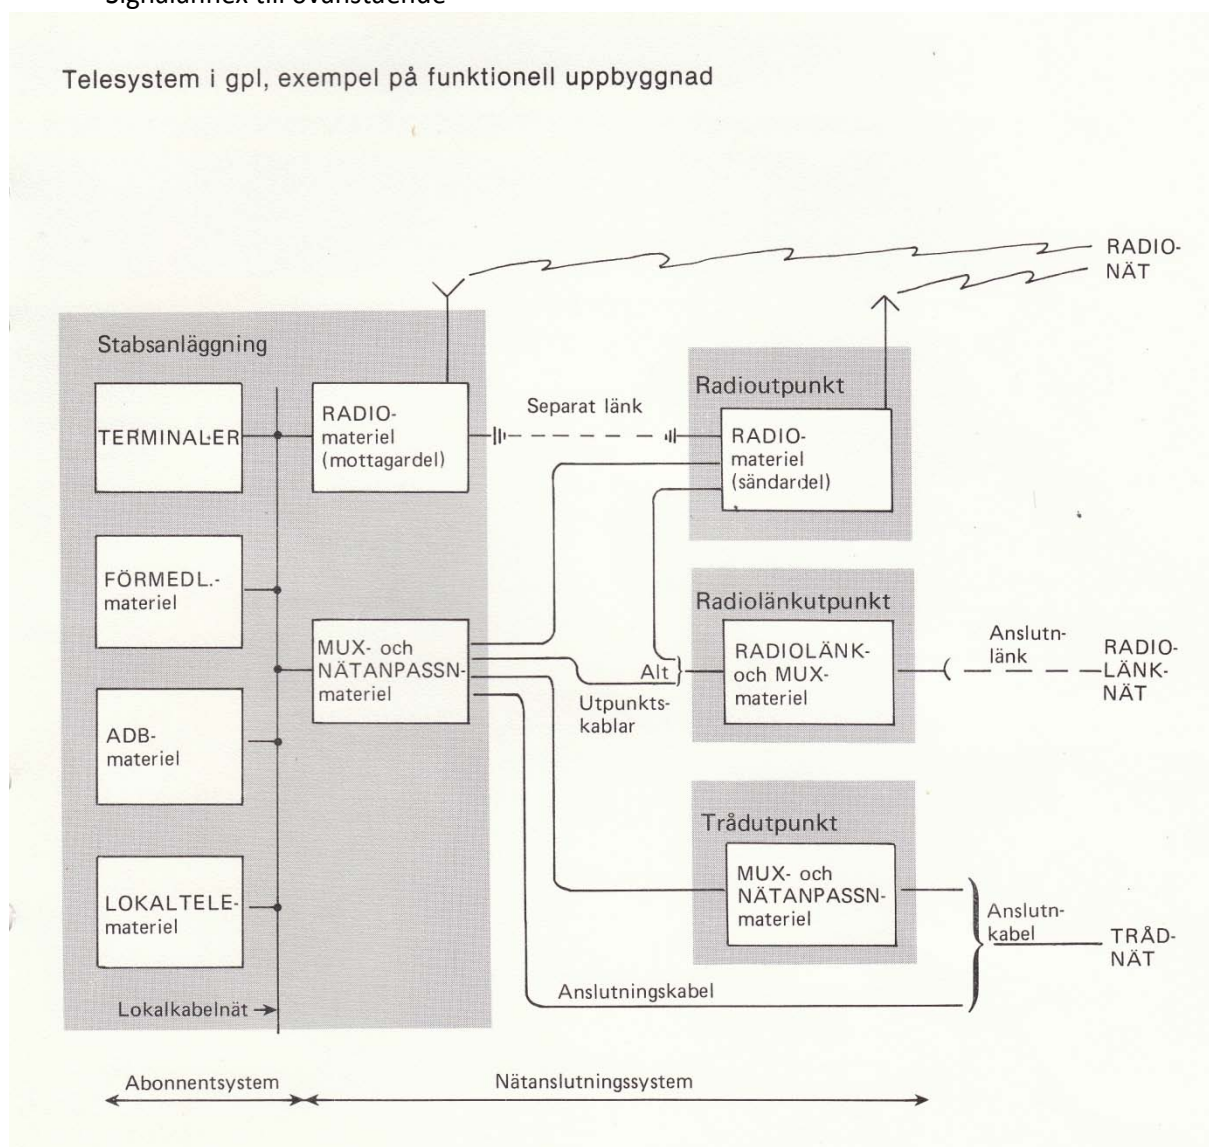 Signalannex till ovanstående
Telesystem i gpl, exempel på funktionell uppbyggnad
RADIO-
NÄT
Stabsanläggning
TERMINALER
RADIO-
materiel
(mottagardel)
Separat länk
Radioutpunkt
RADIO-
materiel
(sändardel)
FÖRMEDL.-
materiel
MUX- och
NÄTANPASSN-
materiel
Alt
Utpunkts-
kablar
Radiolänkutpunkt
RADIOLÄNK-
och MUX-
materiel
Anslutn-
länk
RADIO-
LÄNK-
NÄT
ADB-
materiel
Trådutpunkt
MUX- och
NÄTANPASSN-
materiel
Anslutn-
kabel
TRÅD-
NÄT
LOKALTELE-
materiel
Anslutningskabel
Lokalkabelnät
Abonnentsystem
Nätanslutningssystem